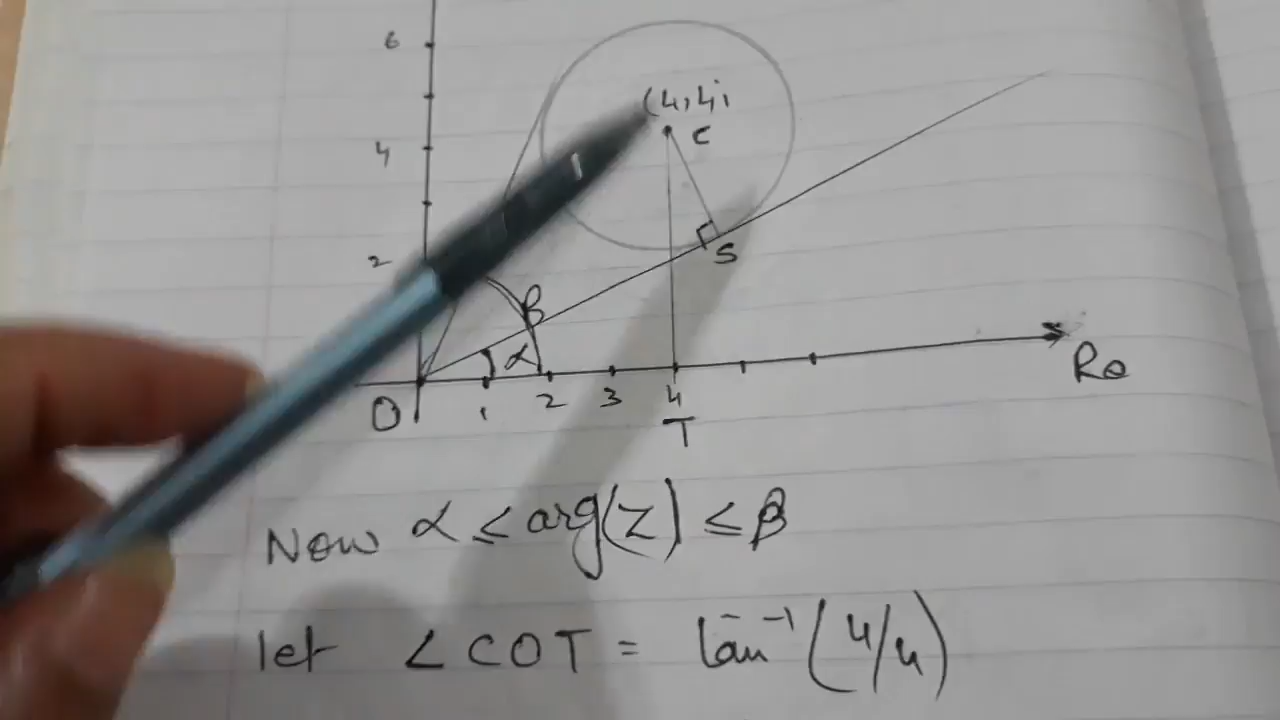 6
(4,4i
C
4
S
2
β
α
Re
O 1 2 3 4
T
Now α ≤ arg(z) ≤ β
let ∠COT = tan⁻¹(4/4)